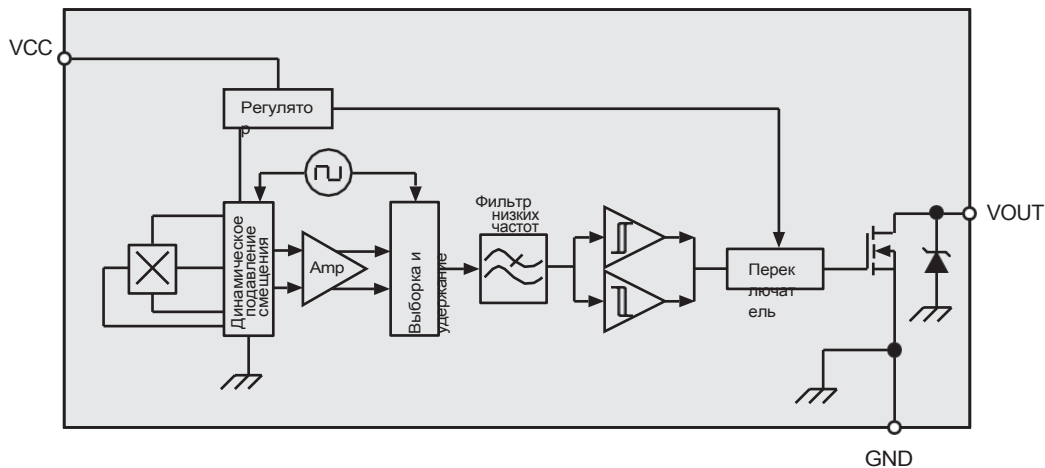 VCC
Регулято
р
Фильтр
низких
частот
VOUT
Динамическое
подавление
смещения
Amp
Выборка и
удержание
Перек
лючат
ель
GND